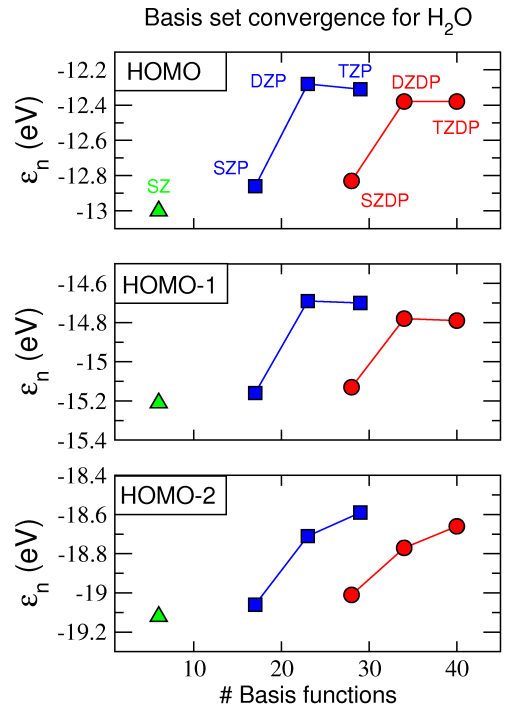 Basis set convergence for H₂O
HOMO
εₙ (eV)
-12.2
-12.4
-12.6
-12.8
-13
SZ
SZP
DZP
TZP
SZDP
DZDP
TZDP
HOMO-1
εₙ (eV)
-14.6
-14.8
-15
-15.2
-15.4
HOMO-2
εₙ (eV)
-18.4
-18.6
-18.8
-19
-19.2
10 20 30 40
# Basis functions